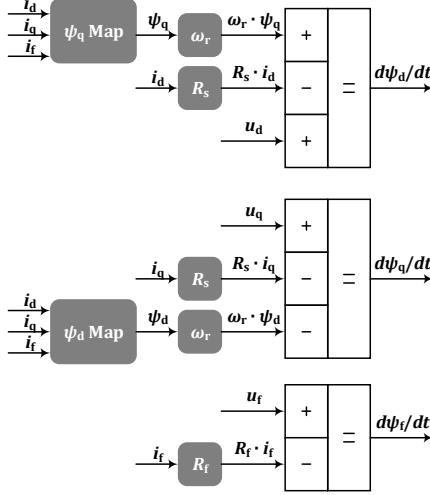 i_d
i_q
i_f
ψ_q Map
ψ_q
ω_r
ω_r · ψ_q
+
i_d
R_s
R_s · i_d
−
=
dψ_d/dt
u_d
+
u_q
+
i_q
R_s
R_s · i_q
−
=
dψ_q/dt
i_d
i_q
i_f
ψ_d Map
ψ_d
ω_r
ω_r · ψ_d
−
u_f
+
=
dψ_f/dt
i_f
R_f
R_f · i_f
−